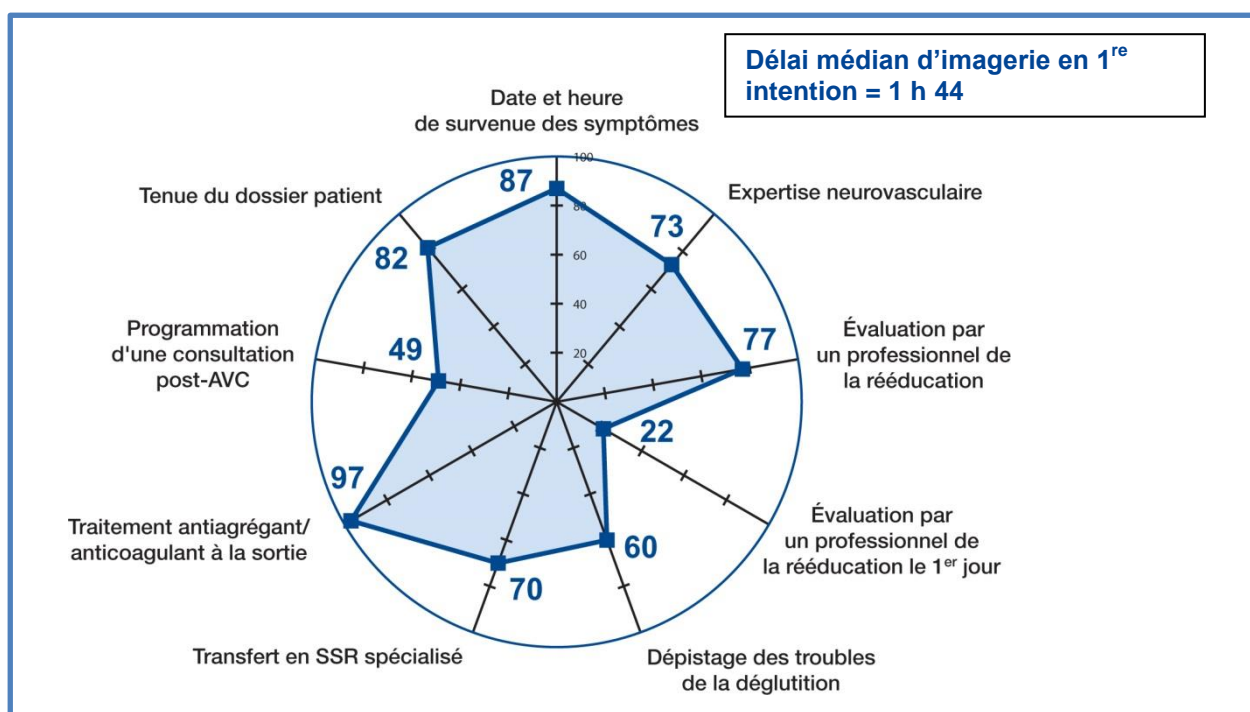 Délai médian d'imagerie en 1re
intention = 1 h 44
Date et heure
de survenue des symptômes
100
80
60
40
20
87
Expertise neurovasculaire
73
Évaluation par
un professionnel de
la rééducation
77
Évaluation par
un professionnel de
la rééducation le 1er jour
22
Dépistage des troubles
de la déglutition
60
Transfert en SSR spécialisé
70
Traitement antiagrégant/
anticoagulant à la sortie
97
Programmation
d'une consultation
post-AVC
49
Tenue du dossier patient
82